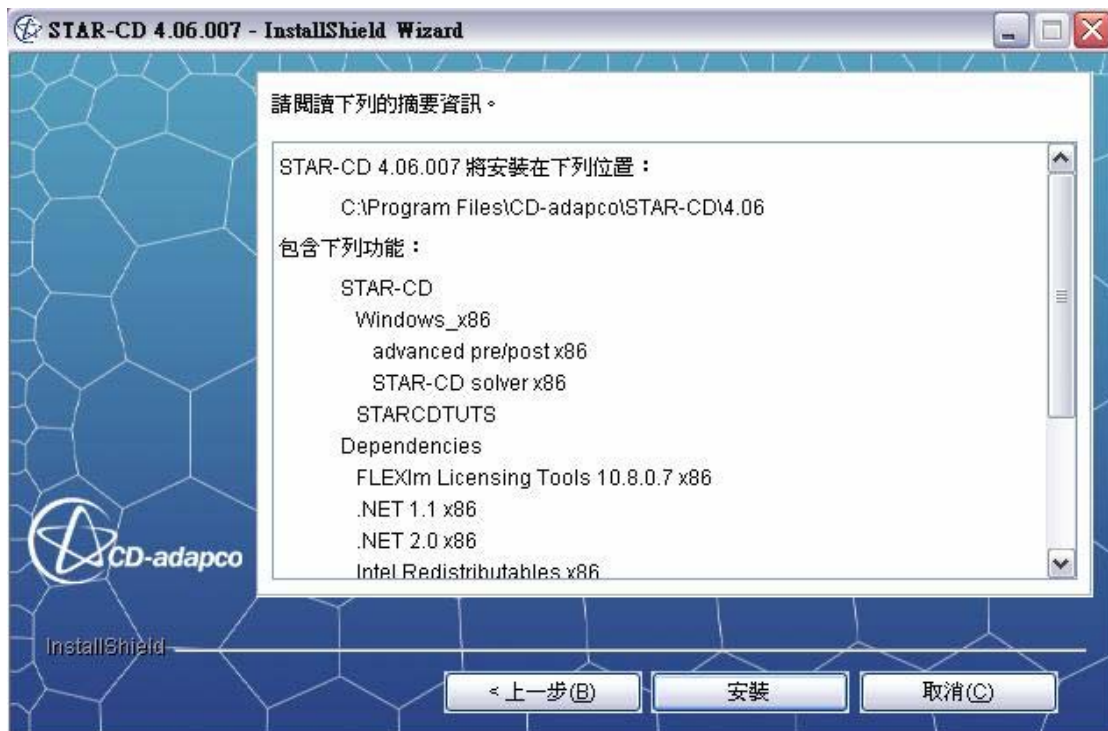 STAR-CD 4.06.007 - InstallShield Wizard
請閱讀下列的摘要資訊。
STAR-CD 4.06.007 將安裝在下列位置：
C:\Program Files\CD-adapco\STAR-CD\4.06
包含下列功能：
STAR-CD
Windows_x86
advanced pre/post x86
STAR-CD solver x86
STARCDTUTS
Dependencies
FLEXlm Licensing Tools 10.8.0.7 x86
.NET 1.1 x86
.NET 2.0 x86
Intel Redistributables x86
CD-adapco
InstallShield
< 上一步(B)
安裝
取消(C)